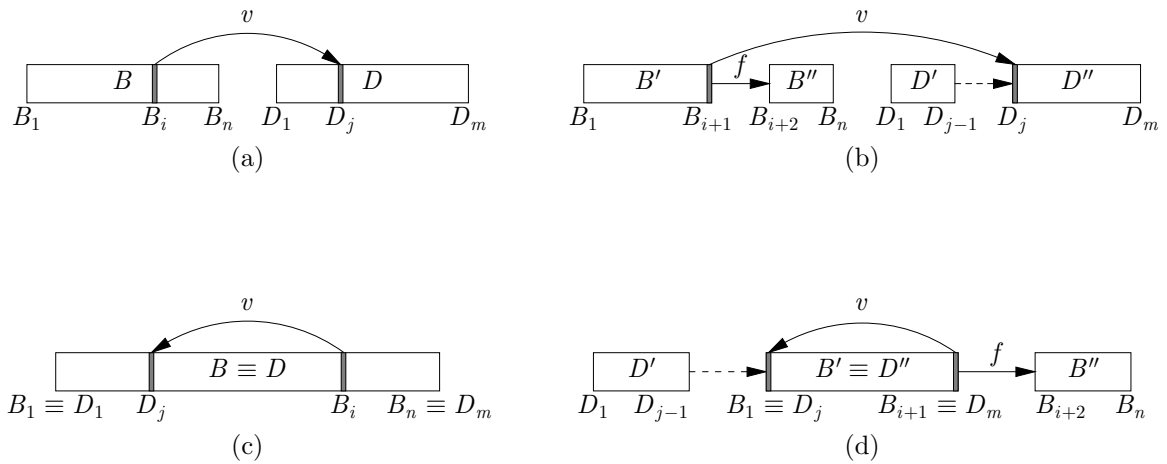 v
B D
B₁ Bᵢ Bₙ D₁ Dⱼ Dₘ
(a)
v
f
B′ B″ D′ D″
B₁ Bᵢ₊₁ Bᵢ₊₂ Bₙ D₁ Dⱼ₋₁ Dⱼ Dₘ
(b)
v
B ≡ D
B₁ ≡ D₁ Dⱼ Bᵢ Bₙ ≡ Dₘ
(c)
v
f
D′ B′ ≡ D″ B″
D₁ Dⱼ₋₁ B₁ ≡ Dⱼ Bᵢ₊₁ ≡ Dₘ Bᵢ₊₂ Bₙ
(d)